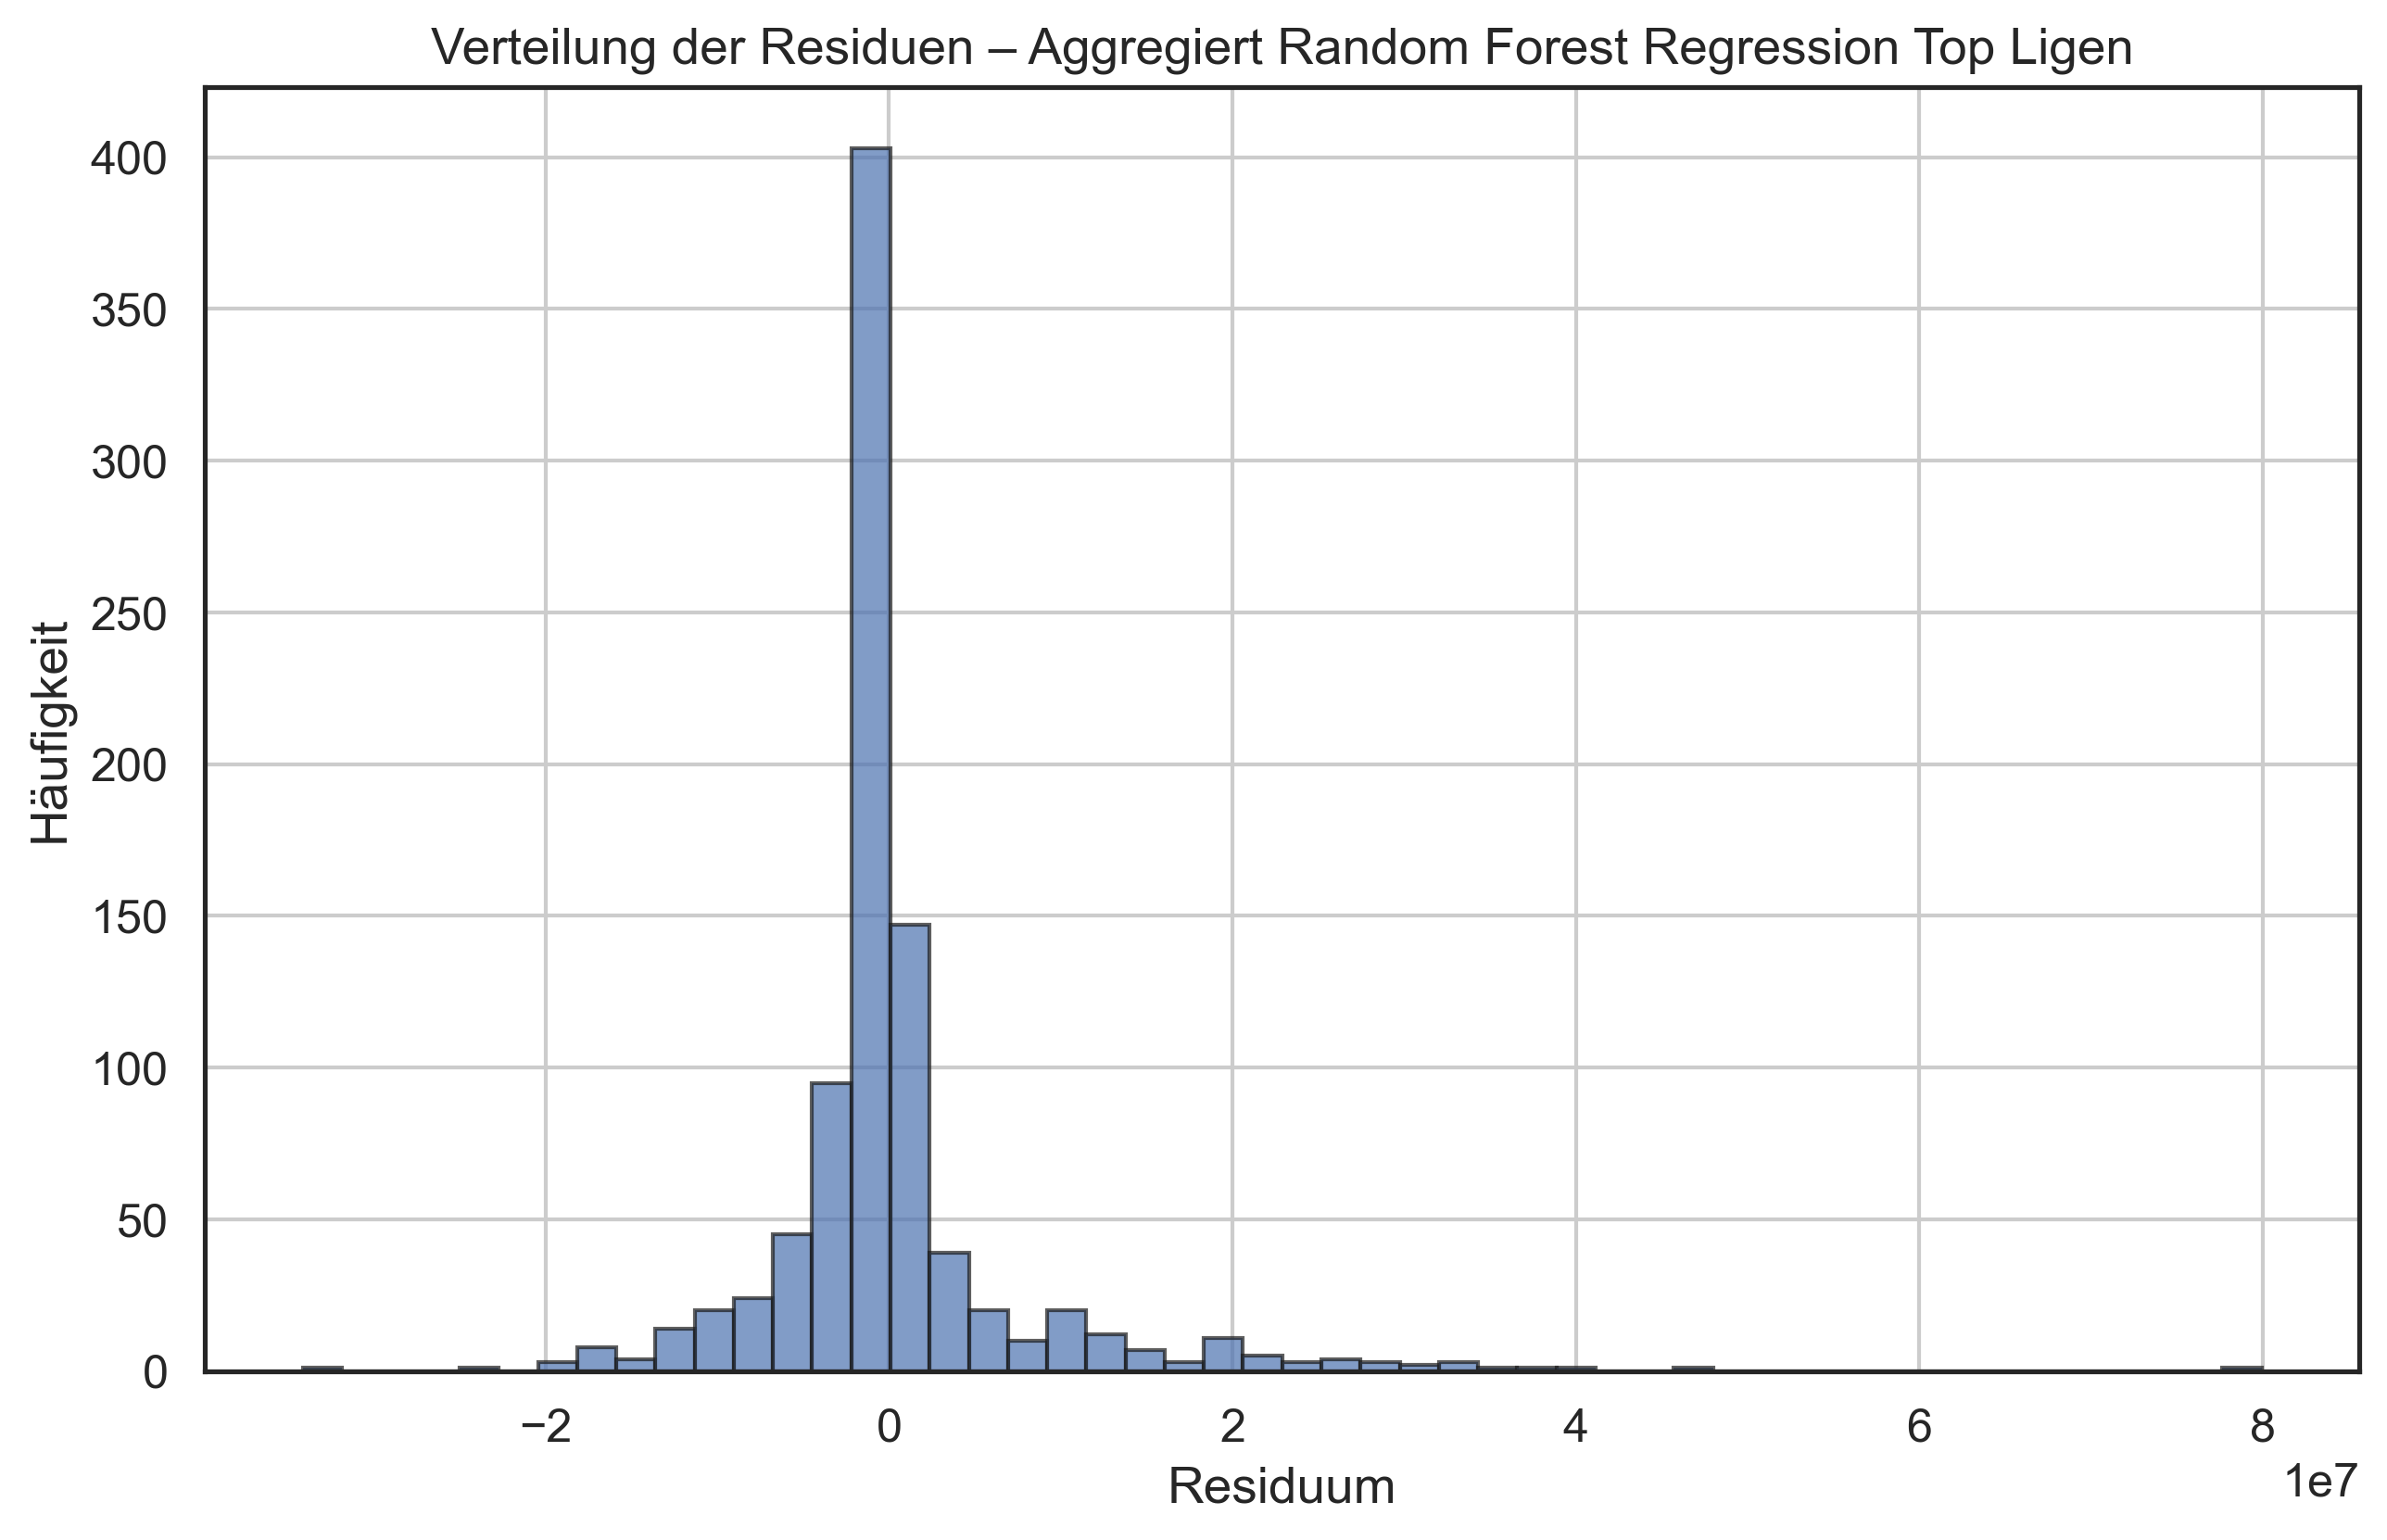 Verteilung der Residuen – Aggregiert Random Forest Regression Top Ligen
Häufigkeit
400
350
300
250
200
150
100
50
0
−2 0 2 4 6 8
1e7
Residuum